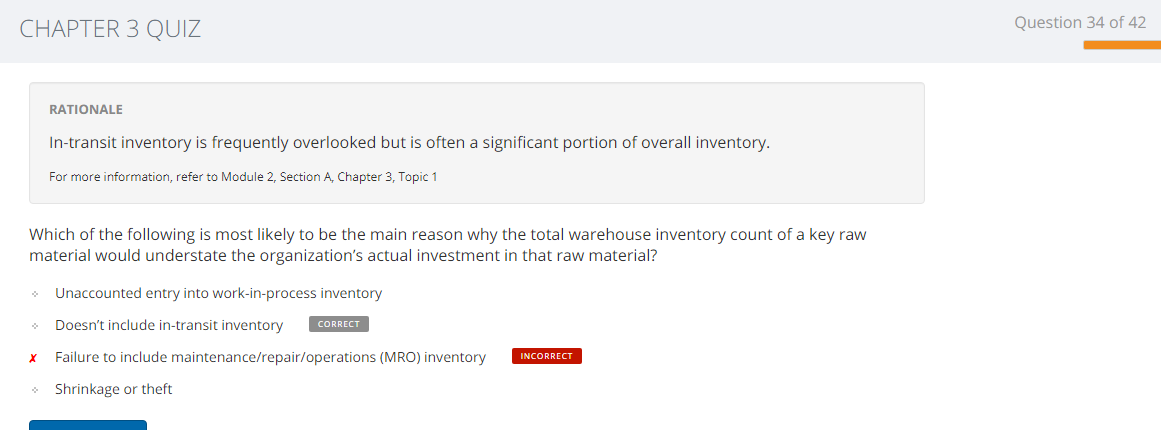 CHAPTER 3 QUIZ
Question 34 of 42
RATIONALE
In-transit inventory is frequently overlooked but is often a significant portion of overall inventory.
For more information, refer to Module 2, Section A, Chapter 3, Topic 1
Which of the following is most likely to be the main reason why the total warehouse inventory count of a key raw
material would understate the organization’s actual investment in that raw material?
Unaccounted entry into work-in-process inventory
Doesn’t include in-transit inventory CORRECT
✗ Failure to include maintenance/repair/operations (MRO) inventory INCORRECT
Shrinkage or theft